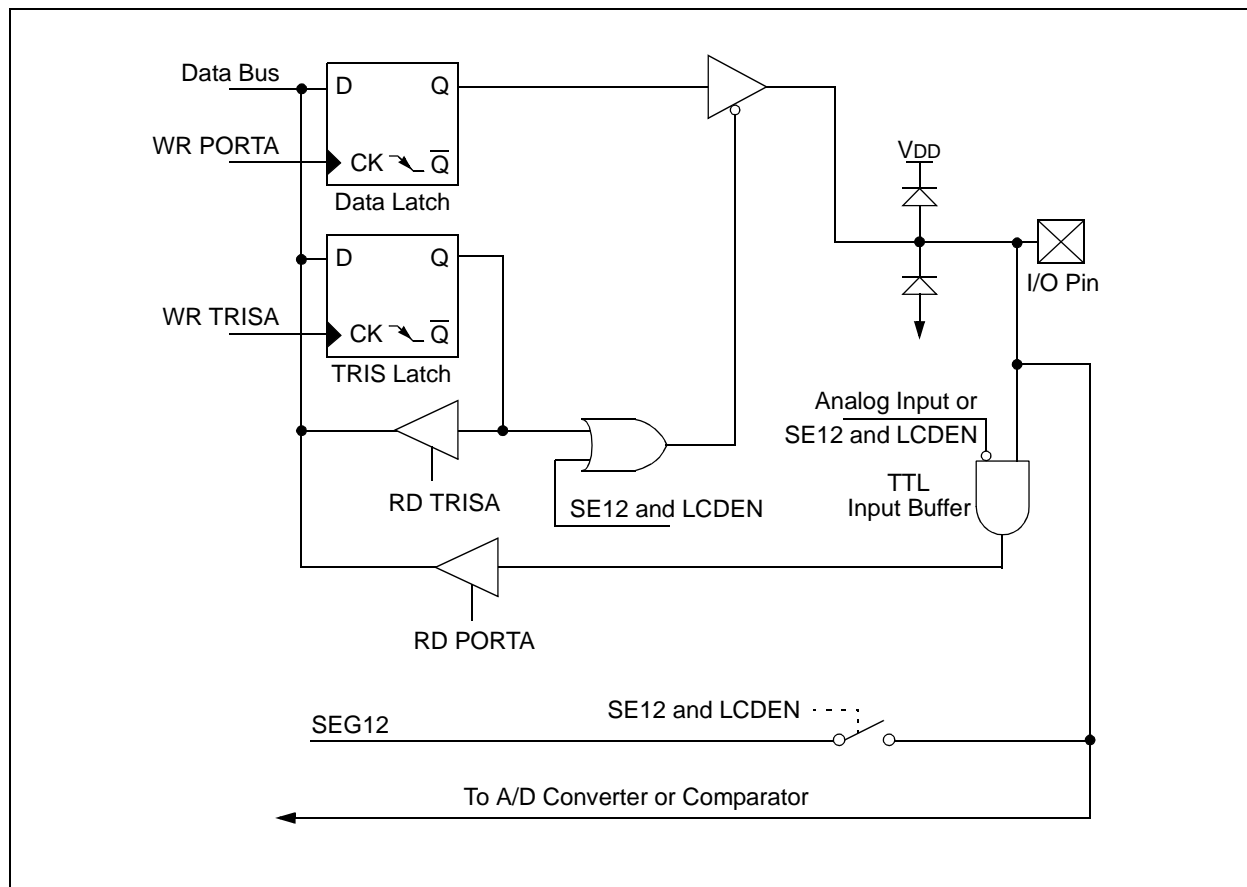 Data Bus
D
Q
WR PORTA
CK
Q̅
Data Latch
VDD
D
Q
I/O Pin
WR TRISA
CK
Q̅
TRIS Latch
Analog Input or
SE12 and LCDEN
RD TRISA
SE12 and LCDEN
TTL
Input Buffer
RD PORTA
SE12 and LCDEN
SEG12
To A/D Converter or Comparator